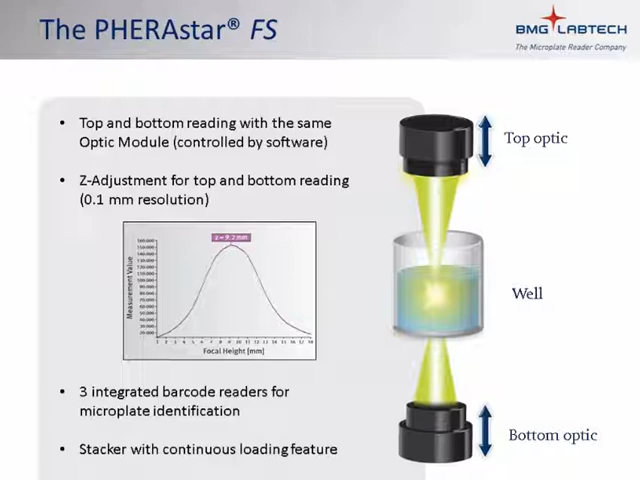 The PHERAstar® FS
BMG LABTECH
The Microplate Reader Company
• Top and bottom reading with the same
Optic Module (controlled by software)
• Z-Adjustment for top and bottom reading
(0.1 mm resolution)
z = 9.2 mm
Measurement Value
Focal Height [mm]
• 3 integrated barcode readers for
microplate identification
• Stacker with continuous loading feature
Top optic
Well
Bottom optic